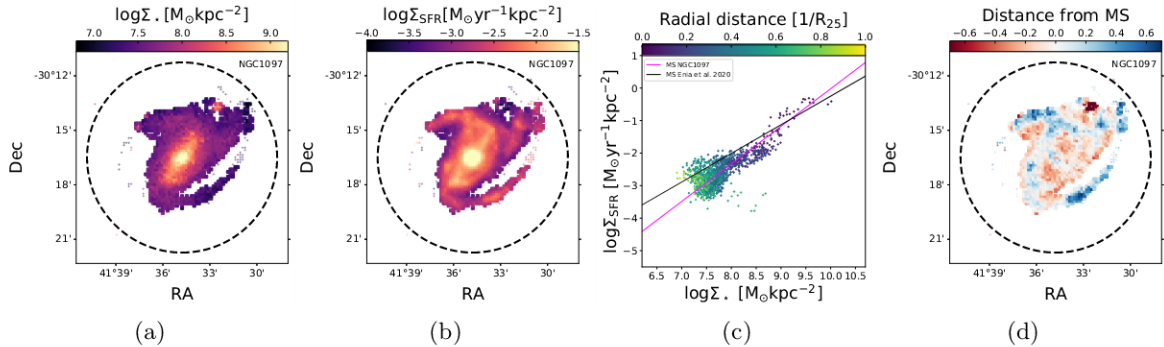 logΣ⋆ [M⊙kpc−2]
7.0 7.5 8.0 8.5 9.0
NGC1097
-30°12'
15'
18'
21'
Dec
41°39' 36' 33' 30'
RA
(a)
logΣSFR[M⊙yr−1kpc−2]
−4.0 −3.5 −3.0 −2.5 −2.0 −1.5
NGC1097
-30°12'
15'
18'
21'
Dec
41°39' 36' 33' 30'
RA
(b)
Radial distance [1/R25]
0.0 0.2 0.4 0.6 0.8 1.0
MS NGC1097
MS Enia et al. 2020
1
0
−1
−2
−3
−4
−5
logΣSFR [M⊙yr−1kpc−2]
6.5 7.0 7.5 8.0 8.5 9.0 9.5 10.0 10.5
logΣ⋆ [M⊙kpc−2]
(c)
Distance from MS
−0.6 −0.4 −0.2 0.0 0.2 0.4 0.6
NGC1097
-30°12'
15'
18'
21'
Dec
41°39' 36' 33' 30'
RA
(d)